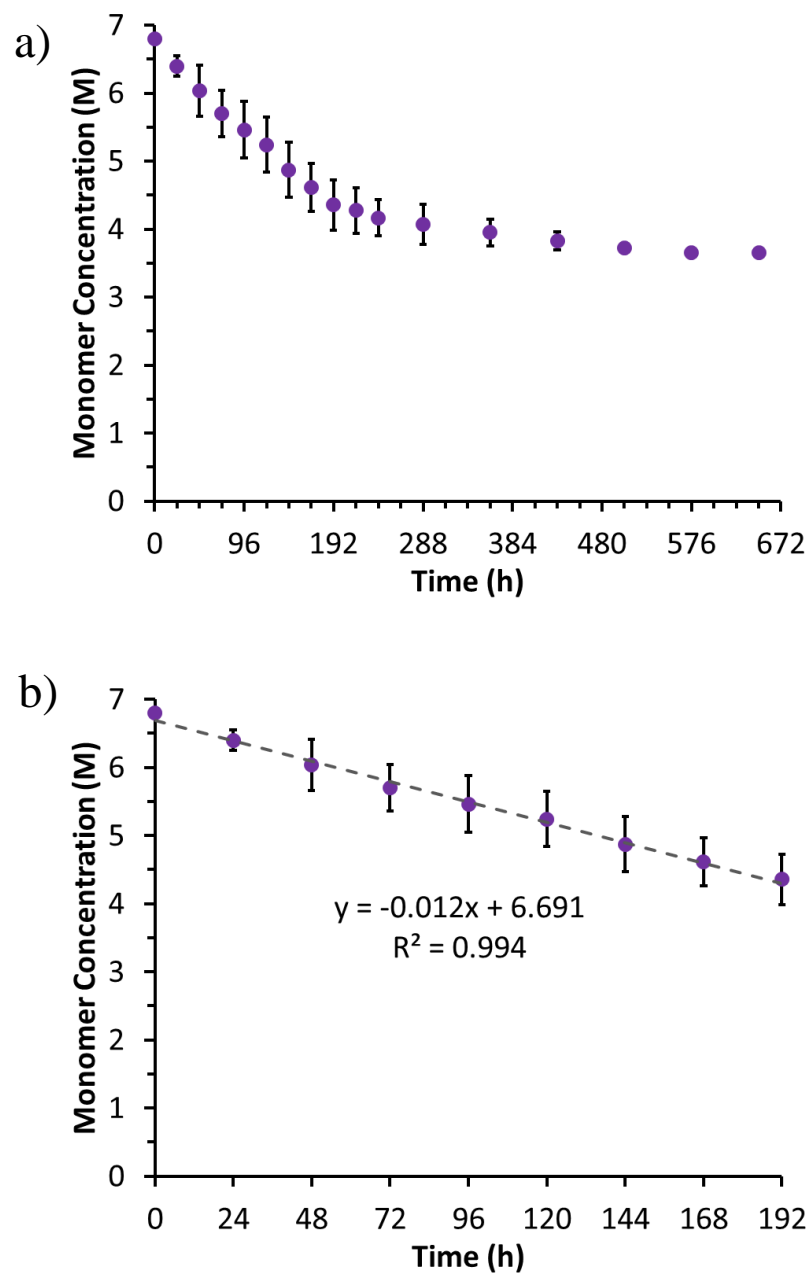 a)
Monomer Concentration (M)
7
6
5
4
3
2
1
0
0 96 192 288 384 480 576 672
Time (h)
b)
Monomer Concentration (M)
7
6
5
4
3
2
1
0
y = -0.012x + 6.691
R² = 0.994
0 24 48 72 96 120 144 168 192
Time (h)